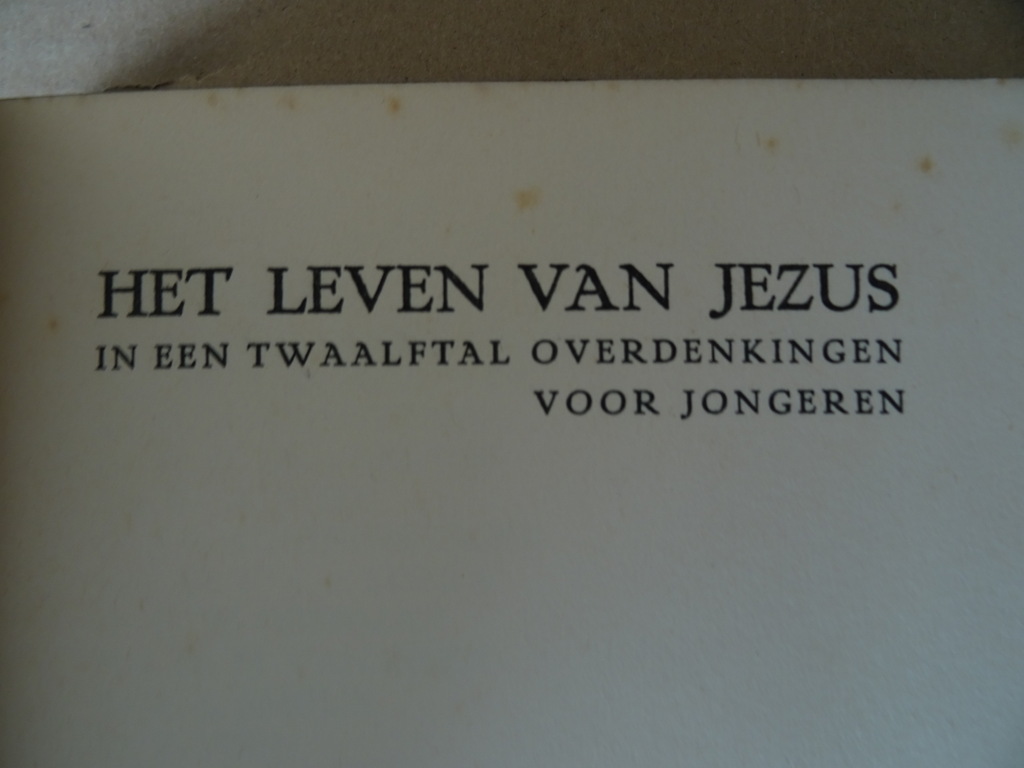 HET LEVEN VAN JEZUS
IN EEN TWAALFTAL OVERDENKINGEN
VOOR JONGEREN